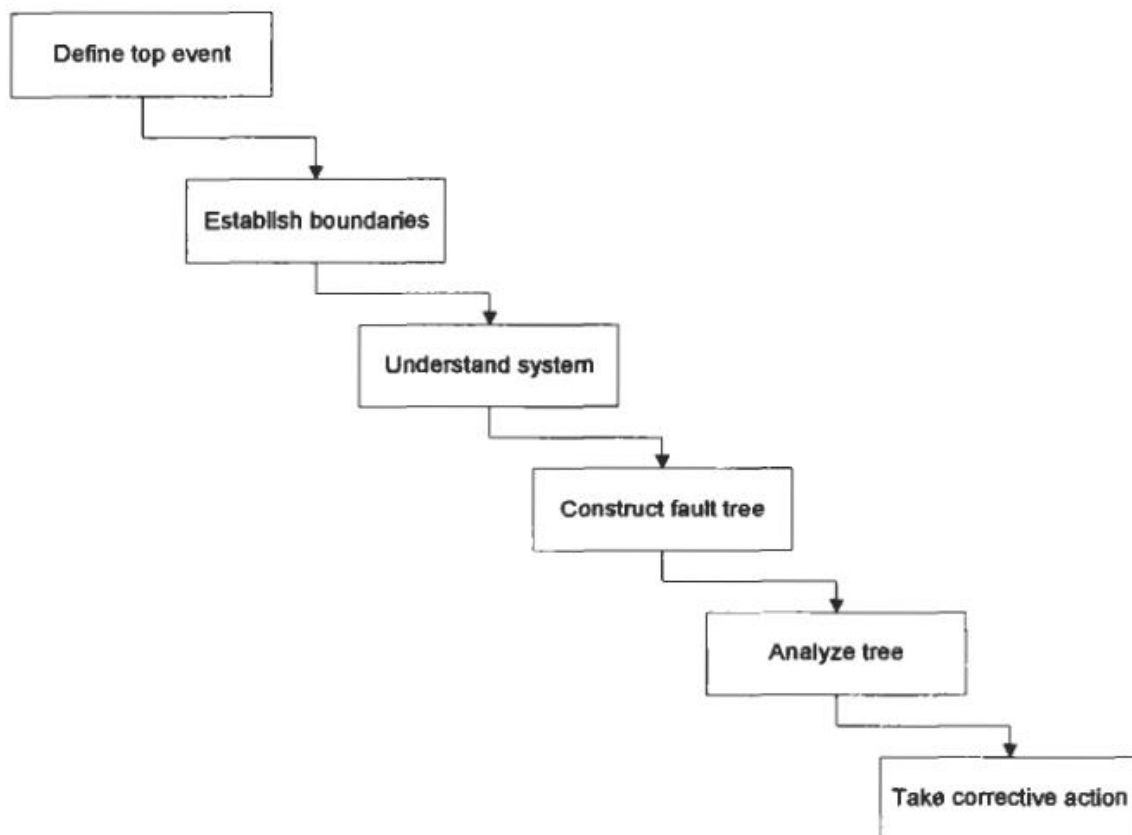 Define top event
Establish boundaries
Understand system
Construct fault tree
Analyze tree
Take corrective action